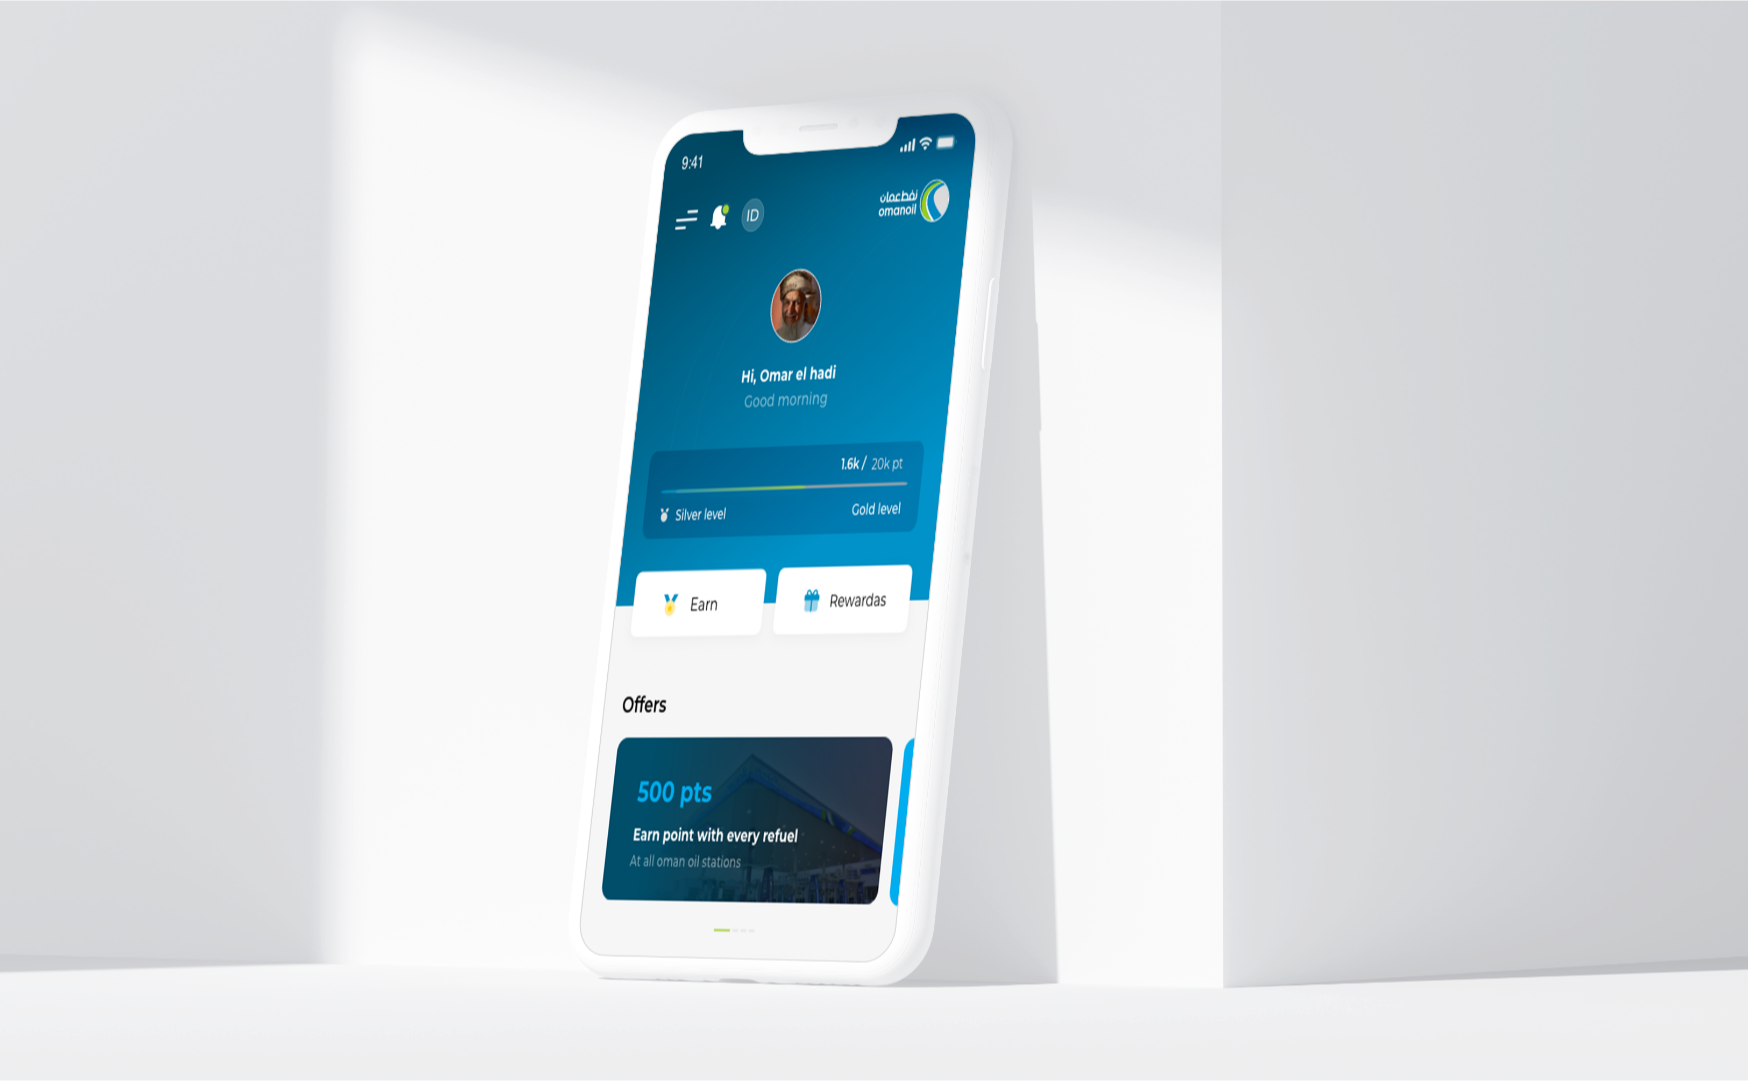 9:41
ID
نفط عمان
omanoil
Hi, Omar el hadi
Good morning
1.6k / 20k pt
Silver level
Gold level
Earn
Rewardas
Offers
500 pts
Earn point with every refuel
At all oman oil stations